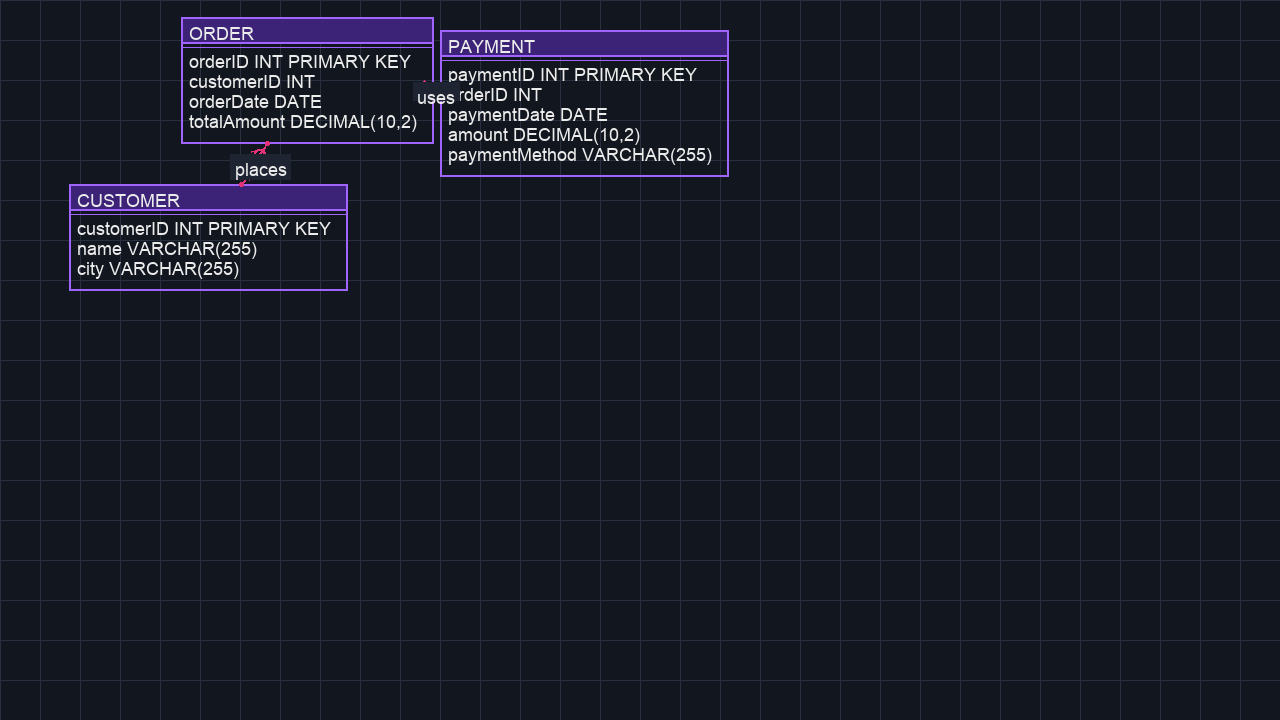 ORDER
orderID INT PRIMARY KEY
customerID INT
orderDate DATE
totalAmount DECIMAL(10,2)
uses
PAYMENT
paymentID INT PRIMARY KEY
rderID INT
paymentDate DATE
amount DECIMAL(10,2)
paymentMethod VARCHAR(255)
places
CUSTOMER
customerID INT PRIMARY KEY
name VARCHAR(255)
city VARCHAR(255)